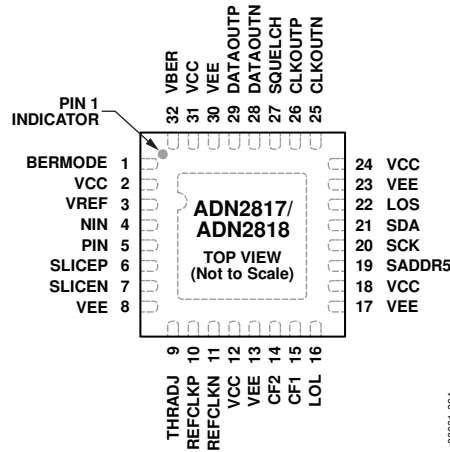 32 VBER
31 VCC
30 VEE
29 DATAOUTP
28 DATAOUTN
27 SQUELCH
26 CLKOUTP
25 CLKOUTN
PIN 1
INDICATOR
BERMODE 1
VCC 2
VREF 3
NIN 4
PIN 5
SLICEP 6
SLICEN 7
VEE 8
ADN2817/
ADN2818
TOP VIEW
(Not to Scale)
24 VCC
23 VEE
22 LOS
21 SDA
20 SCK
19 SADDR5
18 VCC
17 VEE
THRADJ 9
REFCLKP 10
REFCLKN 11
VCC 12
VEE 13
CF2 14
CF1 15
LOL 16